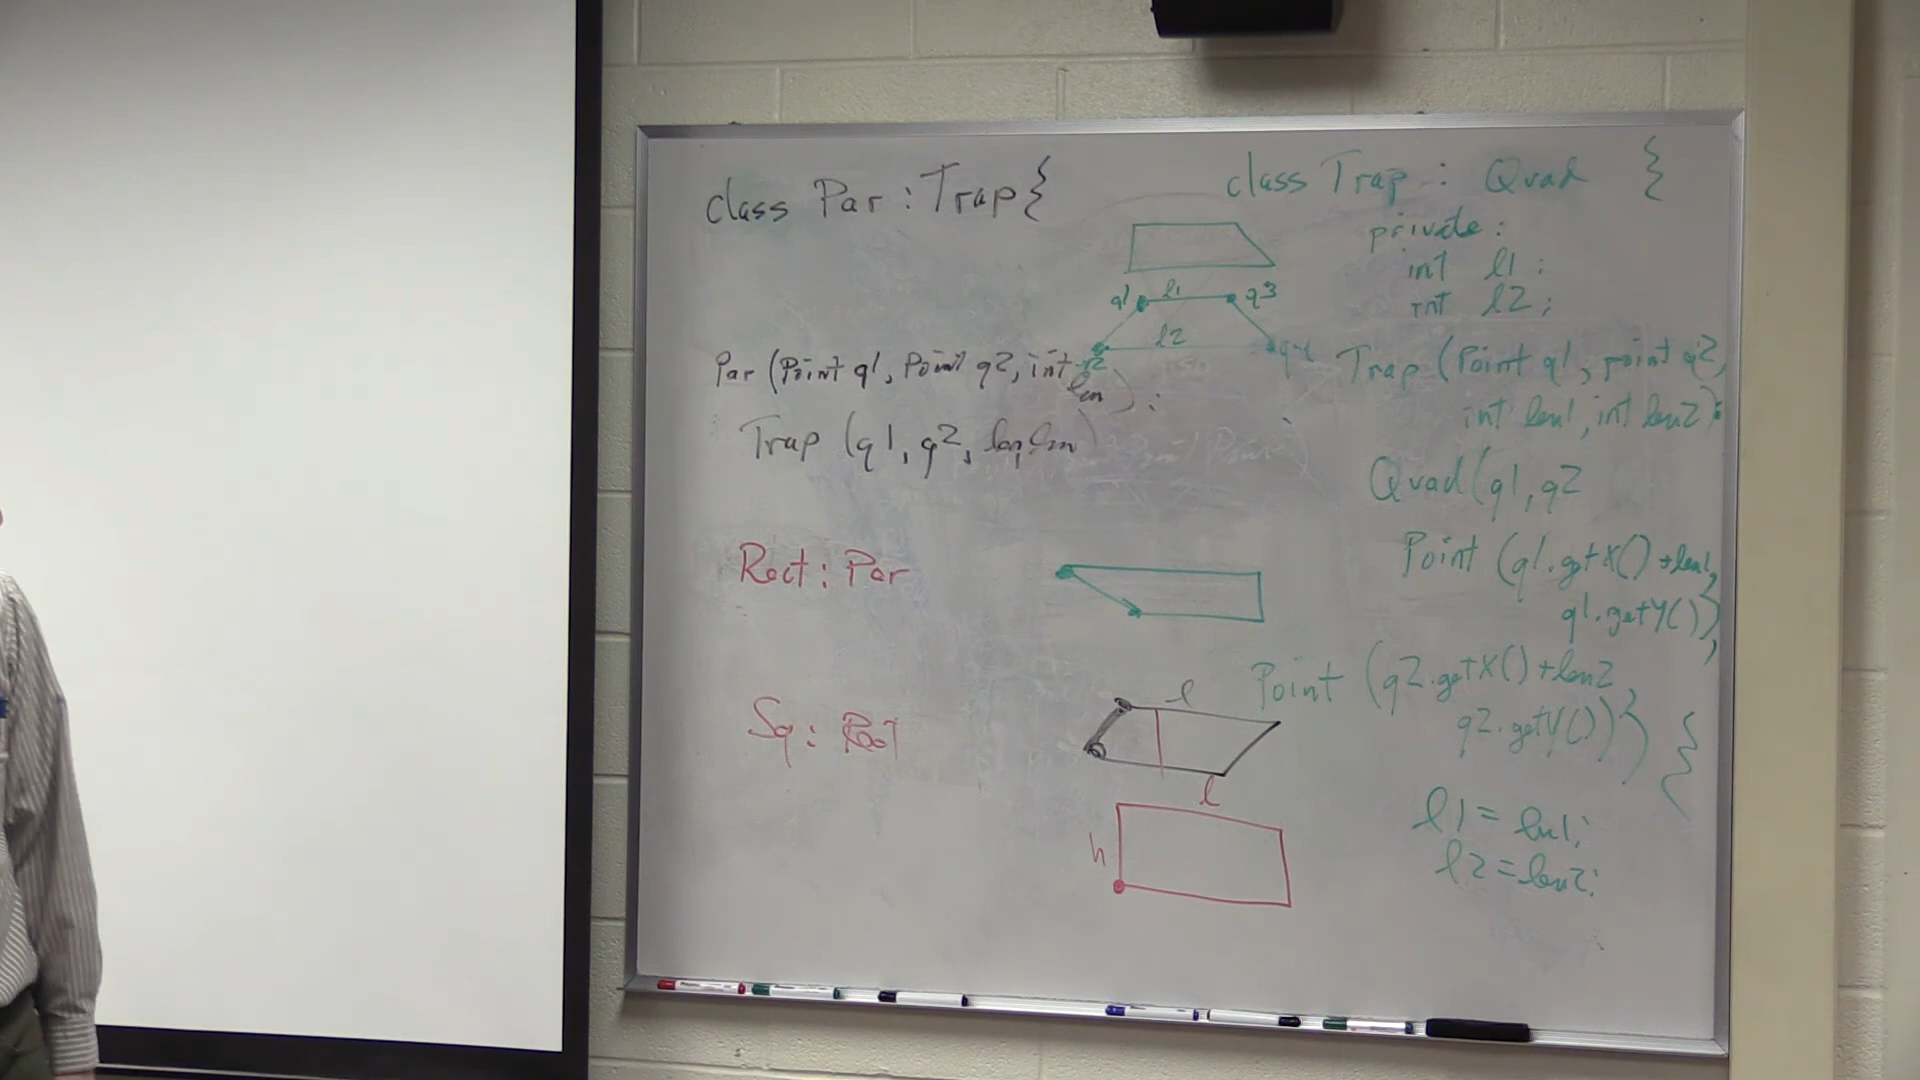 class Par : Trap {
Par (Point q1, Point q2, int len) :
Trap (q1, q2, len, len)
Rect : Par
Sq : Rect
q1 l1 q3
l2
q2 q4
l
l
h
class Trap : Quad {
private :
int l1 ;
int l2 ;
Trap (Point q1, point q2,
int len1, int len2) :
Quad (q1, q2
Point (q1.getX() + len1,
q1.getY()),
Point (q2.getX() + len2,
q2.getY())) {
l1 = len1;
l2 = len2;